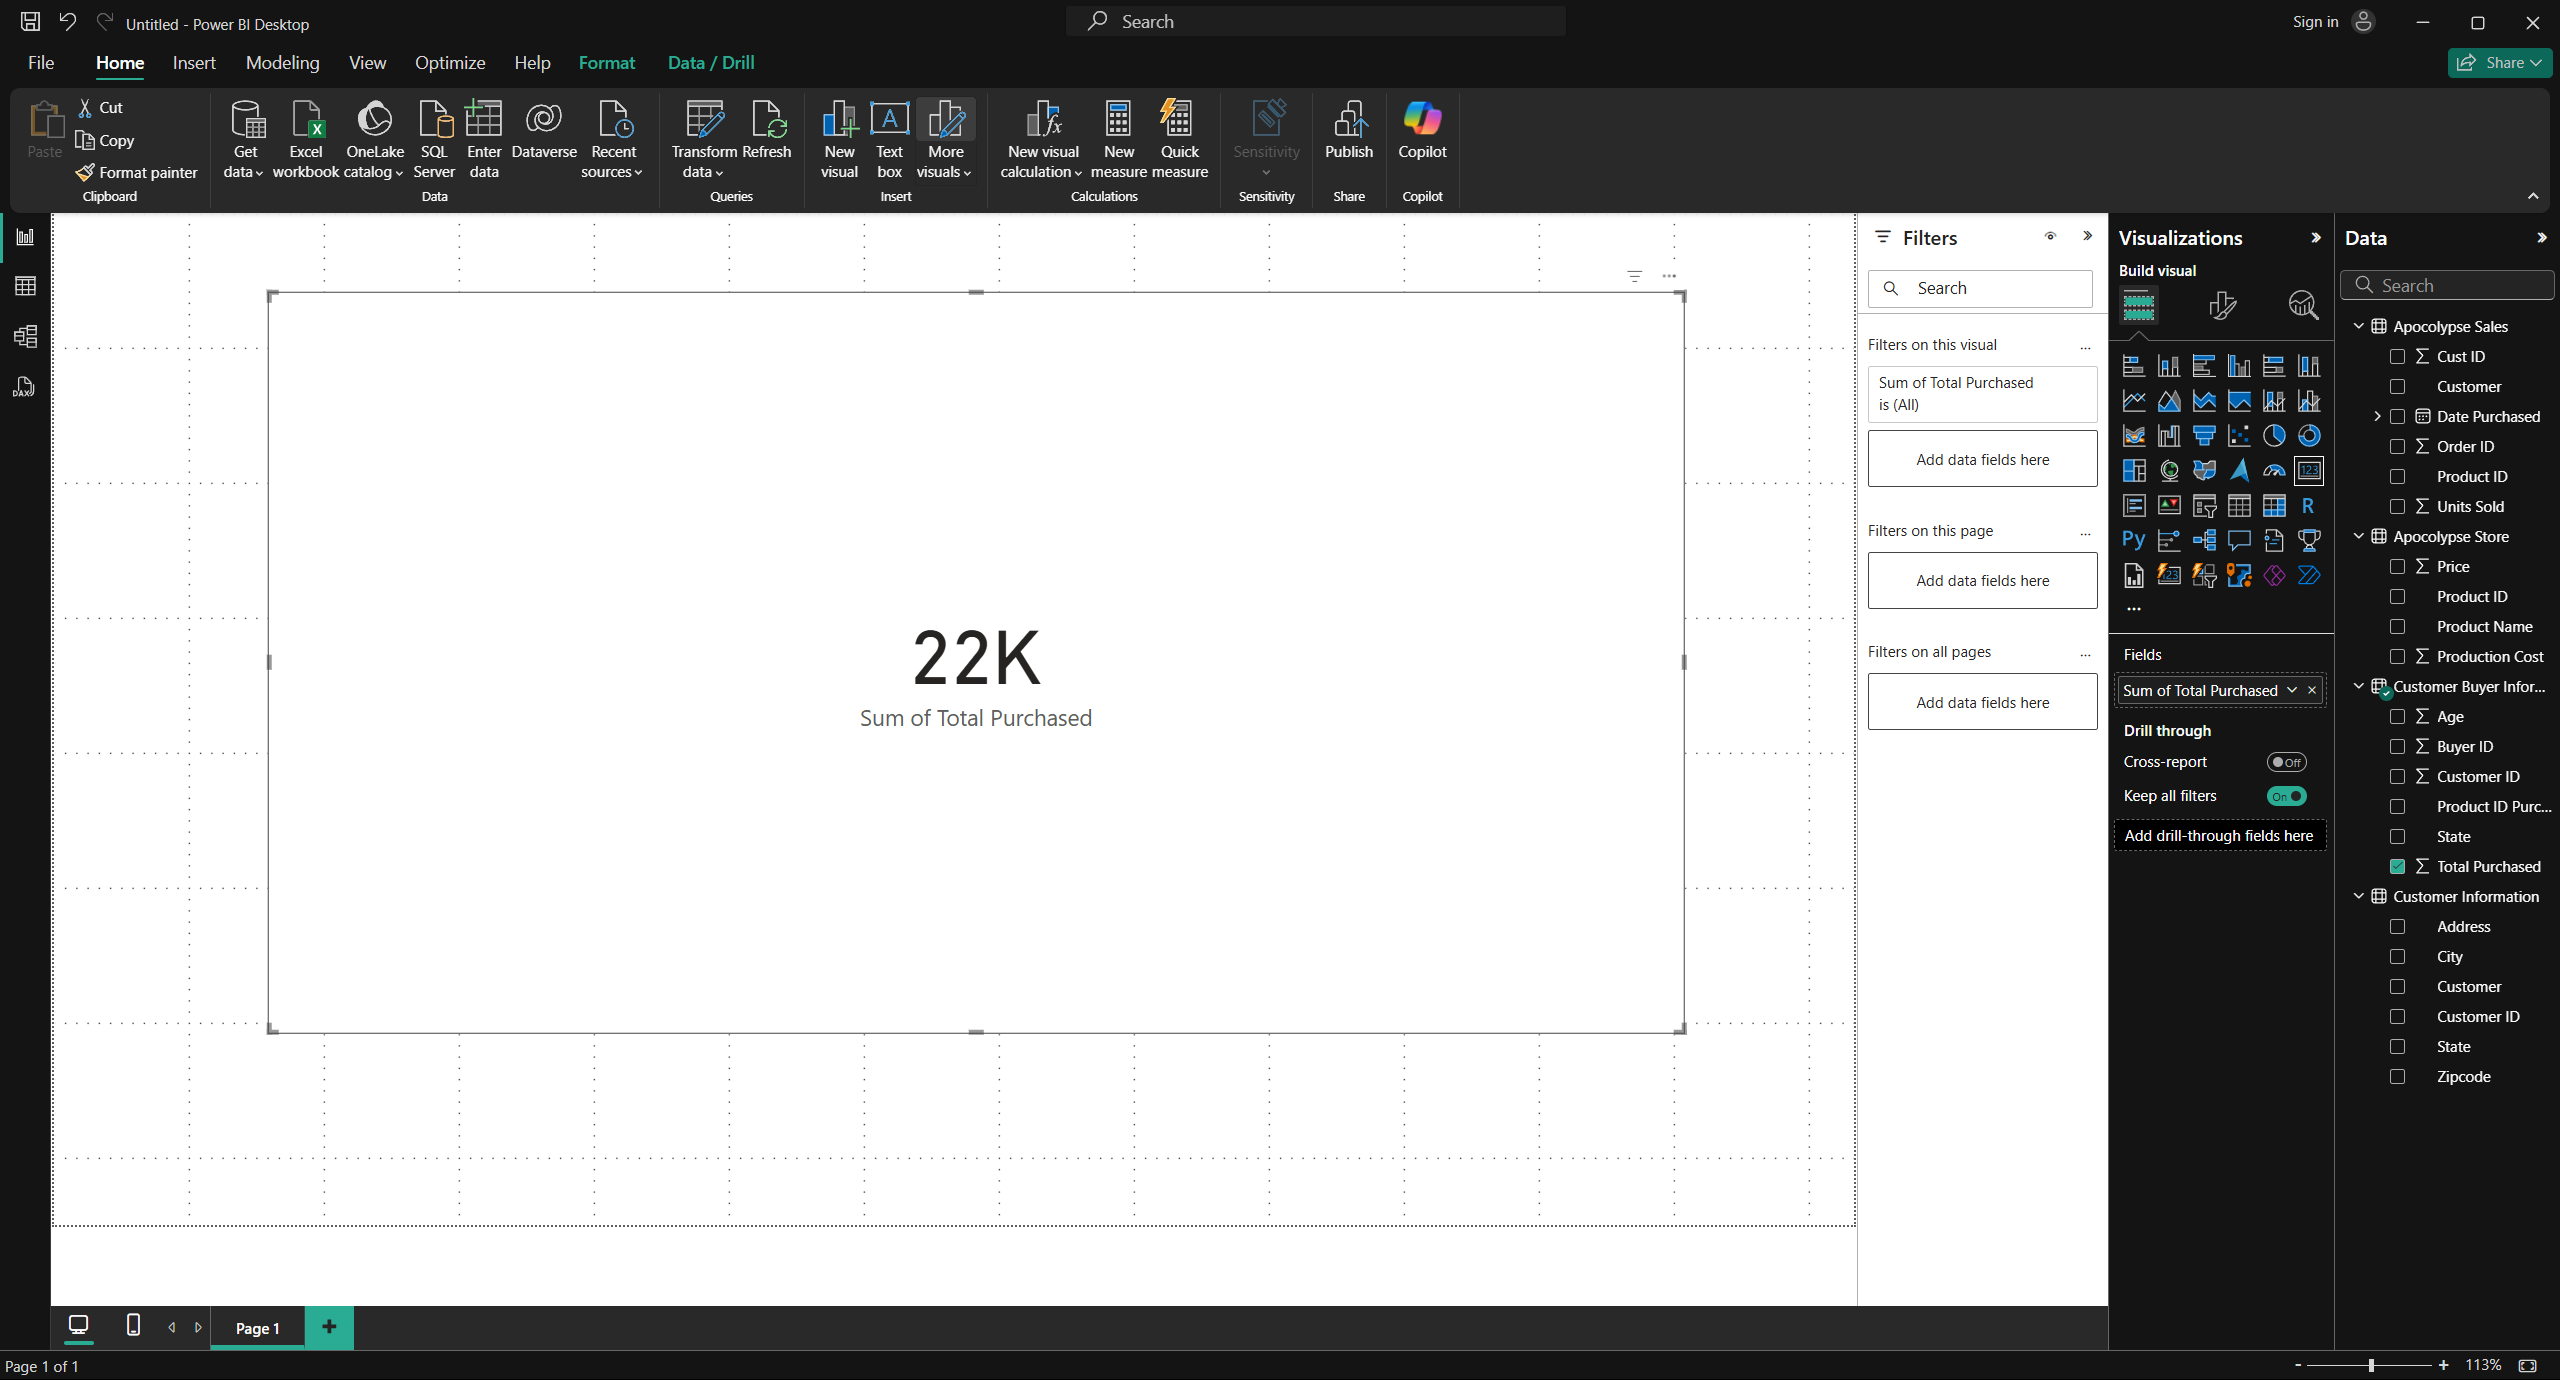 Untitled - Power BI Desktop
Search
Sign in
File Home Insert Modeling View Optimize Help Format Data / Drill
Share
Paste
Cut
Copy
Format painter
Clipboard
Get data
Excel workbook
OneLake catalog
SQL Server
Enter data
Dataverse
Recent sources
Data
Transform data
Refresh
Queries
New visual
Text box
More visuals
Insert
New visual calculation
New measure
Quick measure
Calculations
Sensitivity
Sensitivity
Publish
Share
Copilot
Copilot
DAX
22K
Sum of Total Purchased
Filters
Search
Filters on this visual ...
Sum of Total Purchased
is (All)
Add data fields here
Filters on this page ...
Add data fields here
Filters on all pages ...
Add data fields here
Visualizations
Build visual
123
R
Py
123
...
Fields
Sum of Total Purchased
Drill through
Cross-report Off
Keep all filters On
Add drill-through fields here
Data
Search
Apocolypse Sales
Cust ID
Customer
Date Purchased
Order ID
Product ID
Units Sold
Apocolypse Store
Price
Product ID
Product Name
Production Cost
Customer Buyer Infor...
Age
Buyer ID
Customer ID
Product ID Purc...
State
Total Purchased
Customer Information
Address
City
Customer
Customer ID
State
Zipcode
Page 1
Page 1 of 1
- + 113%